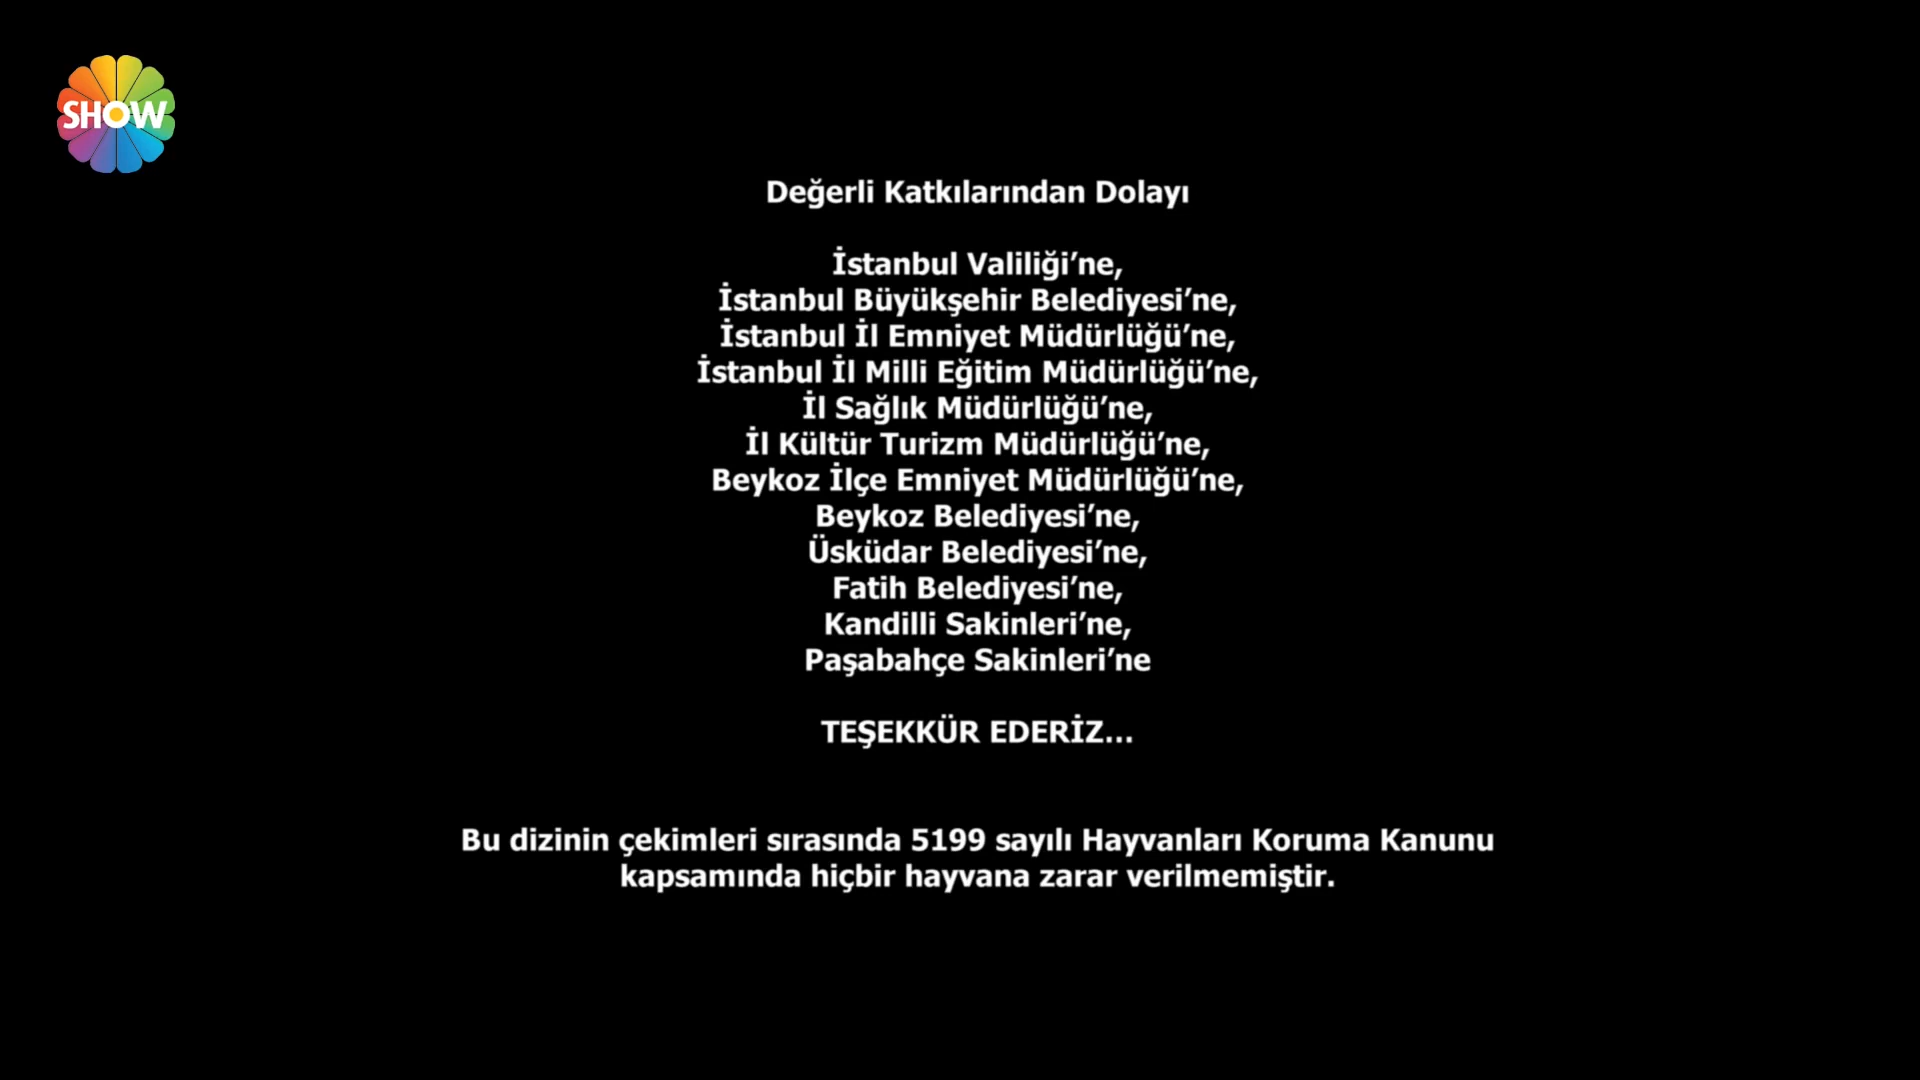 SHOW
Değerli Katkılarından Dolayı
İstanbul Valiliği’ne,
İstanbul Büyükşehir Belediyesi’ne,
İstanbul İl Emniyet Müdürlüğü’ne,
İstanbul İl Milli Eğitim Müdürlüğü’ne,
İl Sağlık Müdürlüğü’ne,
İl Kültür Turizm Müdürlüğü’ne,
Beykoz İlçe Emniyet Müdürlüğü’ne,
Beykoz Belediyesi’ne,
Üsküdar Belediyesi’ne,
Fatih Belediyesi’ne,
Kandilli Sakinleri’ne,
Paşabahçe Sakinleri’ne
TEŞEKKÜR EDERİZ...
Bu dizinin çekimleri sırasında 5199 sayılı Hayvanları Koruma Kanunu
kapsamında hiçbir hayvana zarar verilmemiştir.